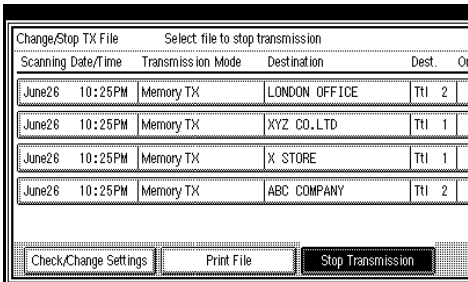 Change/Stop TX File Select file to stop transmission
Scanning Date/Time Transmission Mode Destination Dest.
June26 10:25PM Memory TX LONDON OFFICE Ttl 2
June26 10:25PM Memory TX XYZ CO.LTD Ttl 1
June26 10:25PM Memory TX X STORE Ttl 1
June26 10:25PM Memory TX ABC COMPANY Ttl 2
Check/Change Settings Print File Stop Transmission